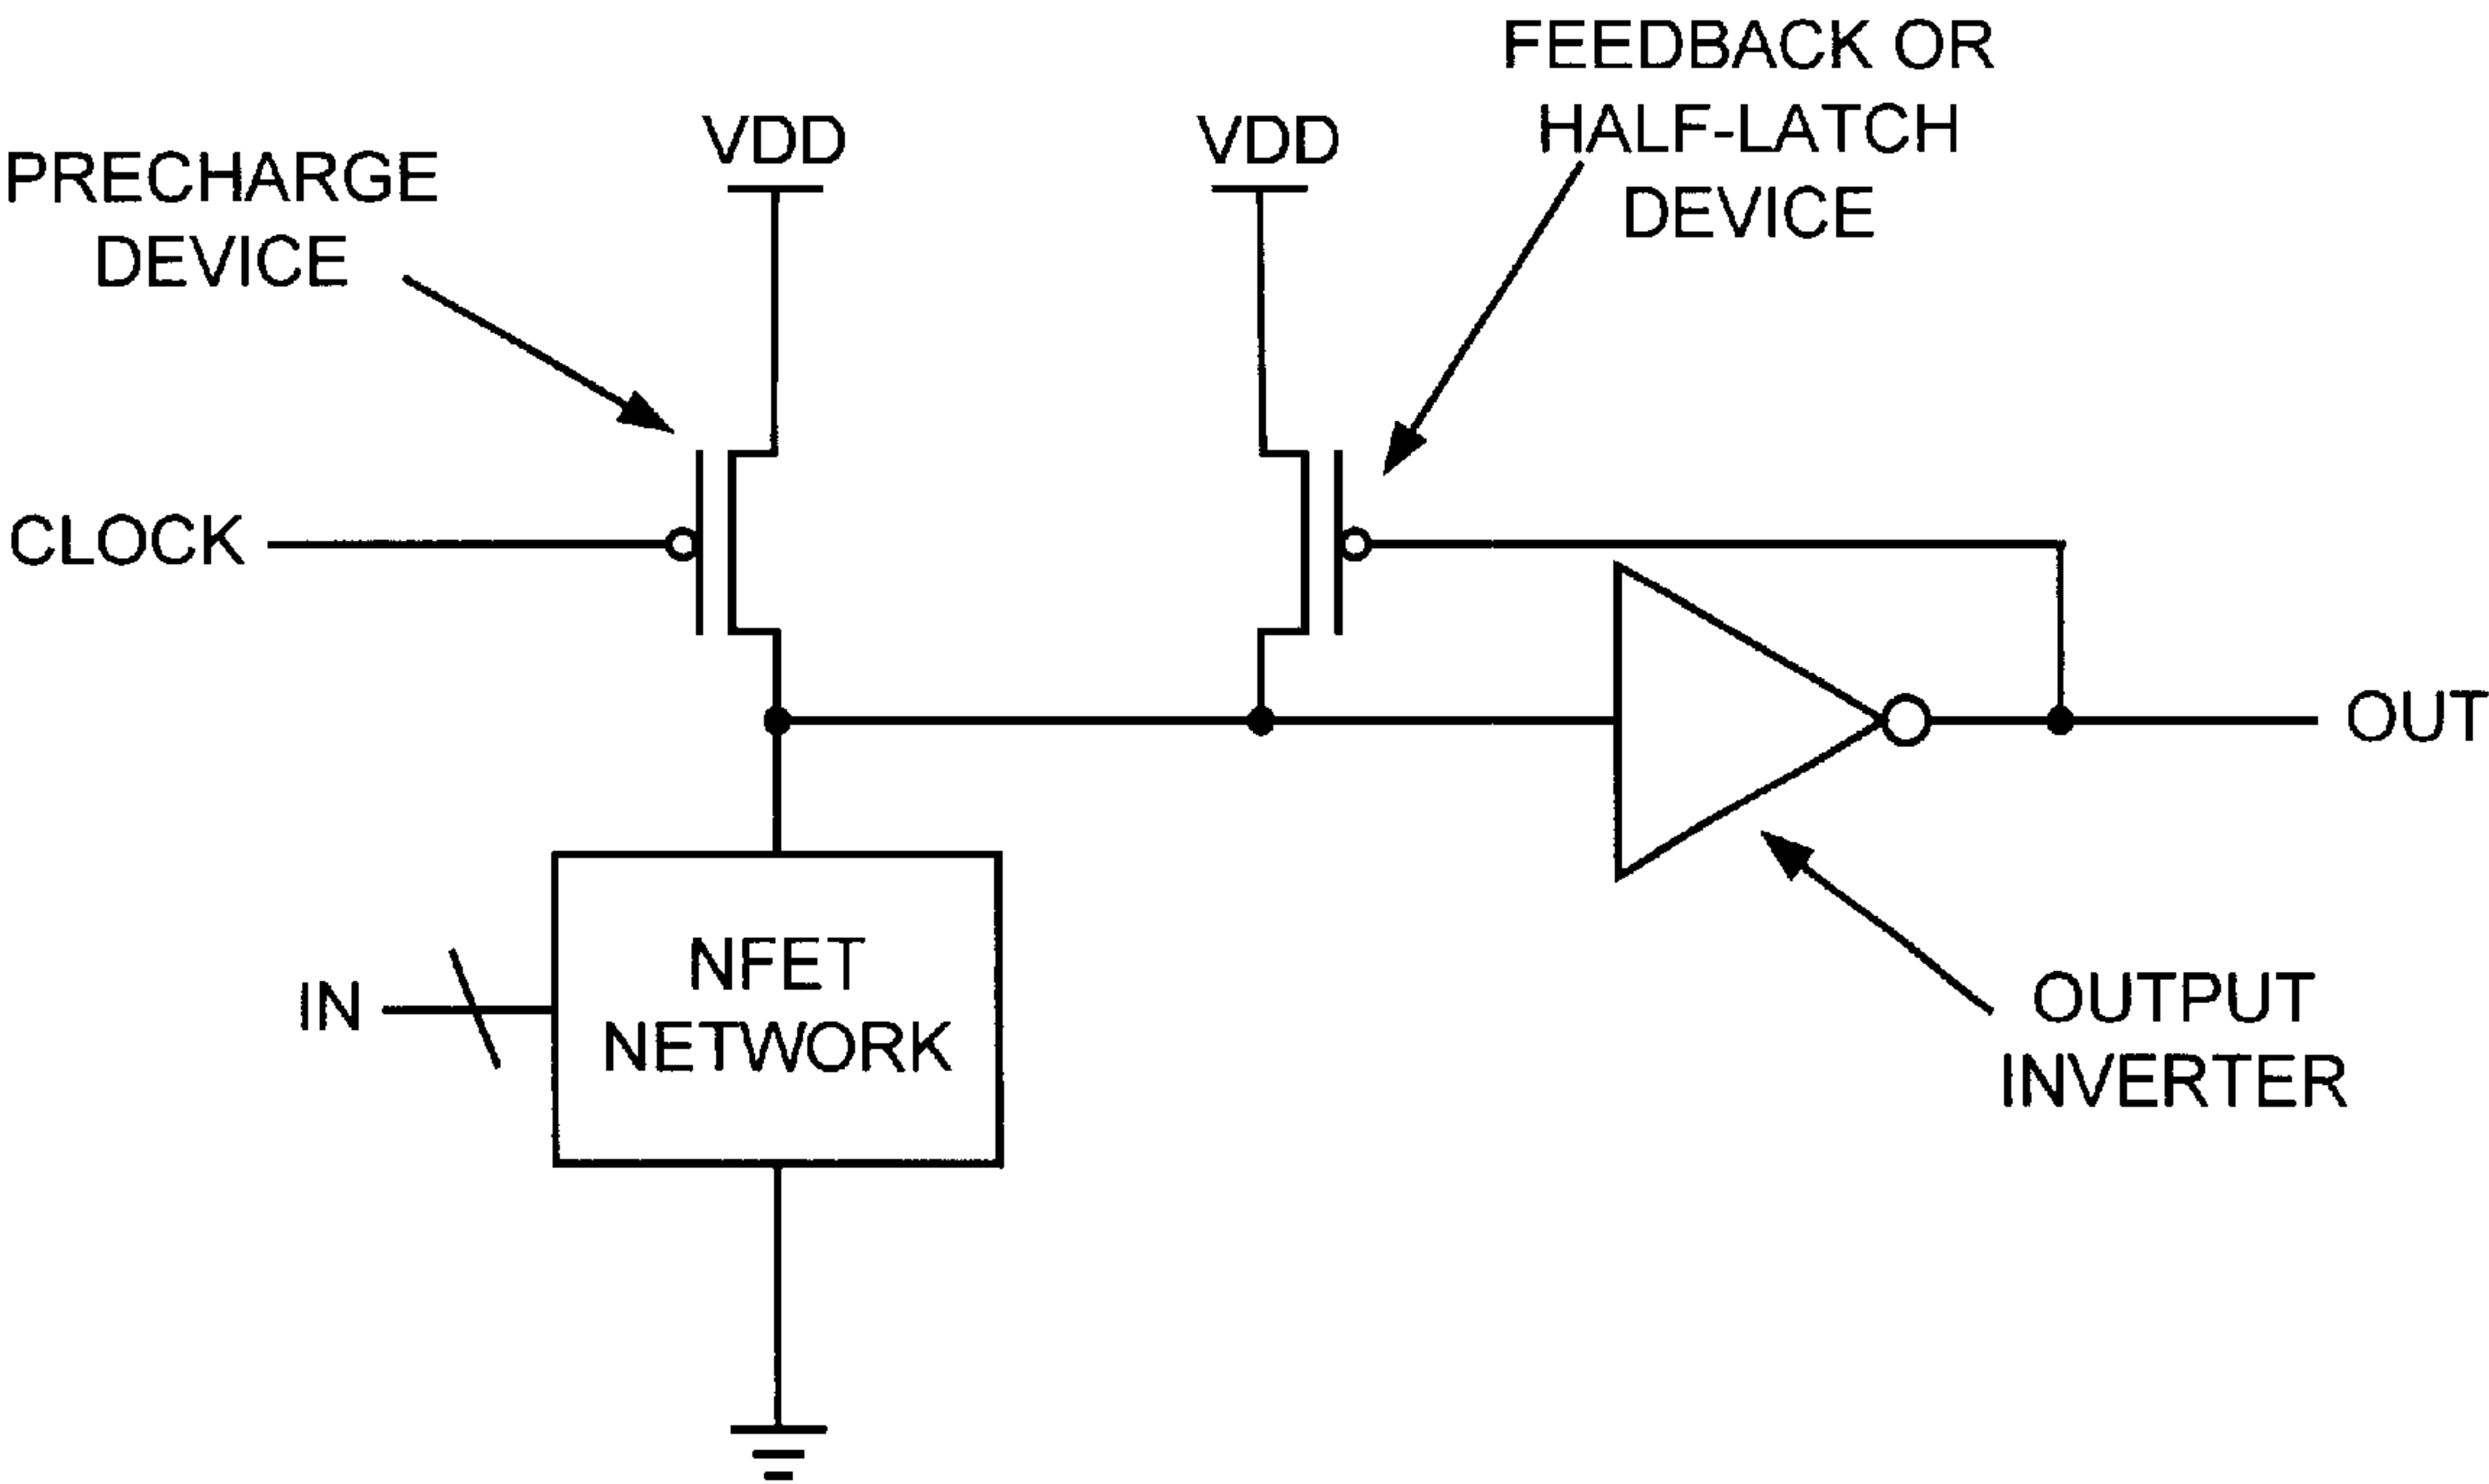 FEEDBACK OR
HALF-LATCH
DEVICE
PRECHARGE
DEVICE
VDD
VDD
CLOCK
OUT
NFET
NETWORK
IN
OUTPUT
INVERTER